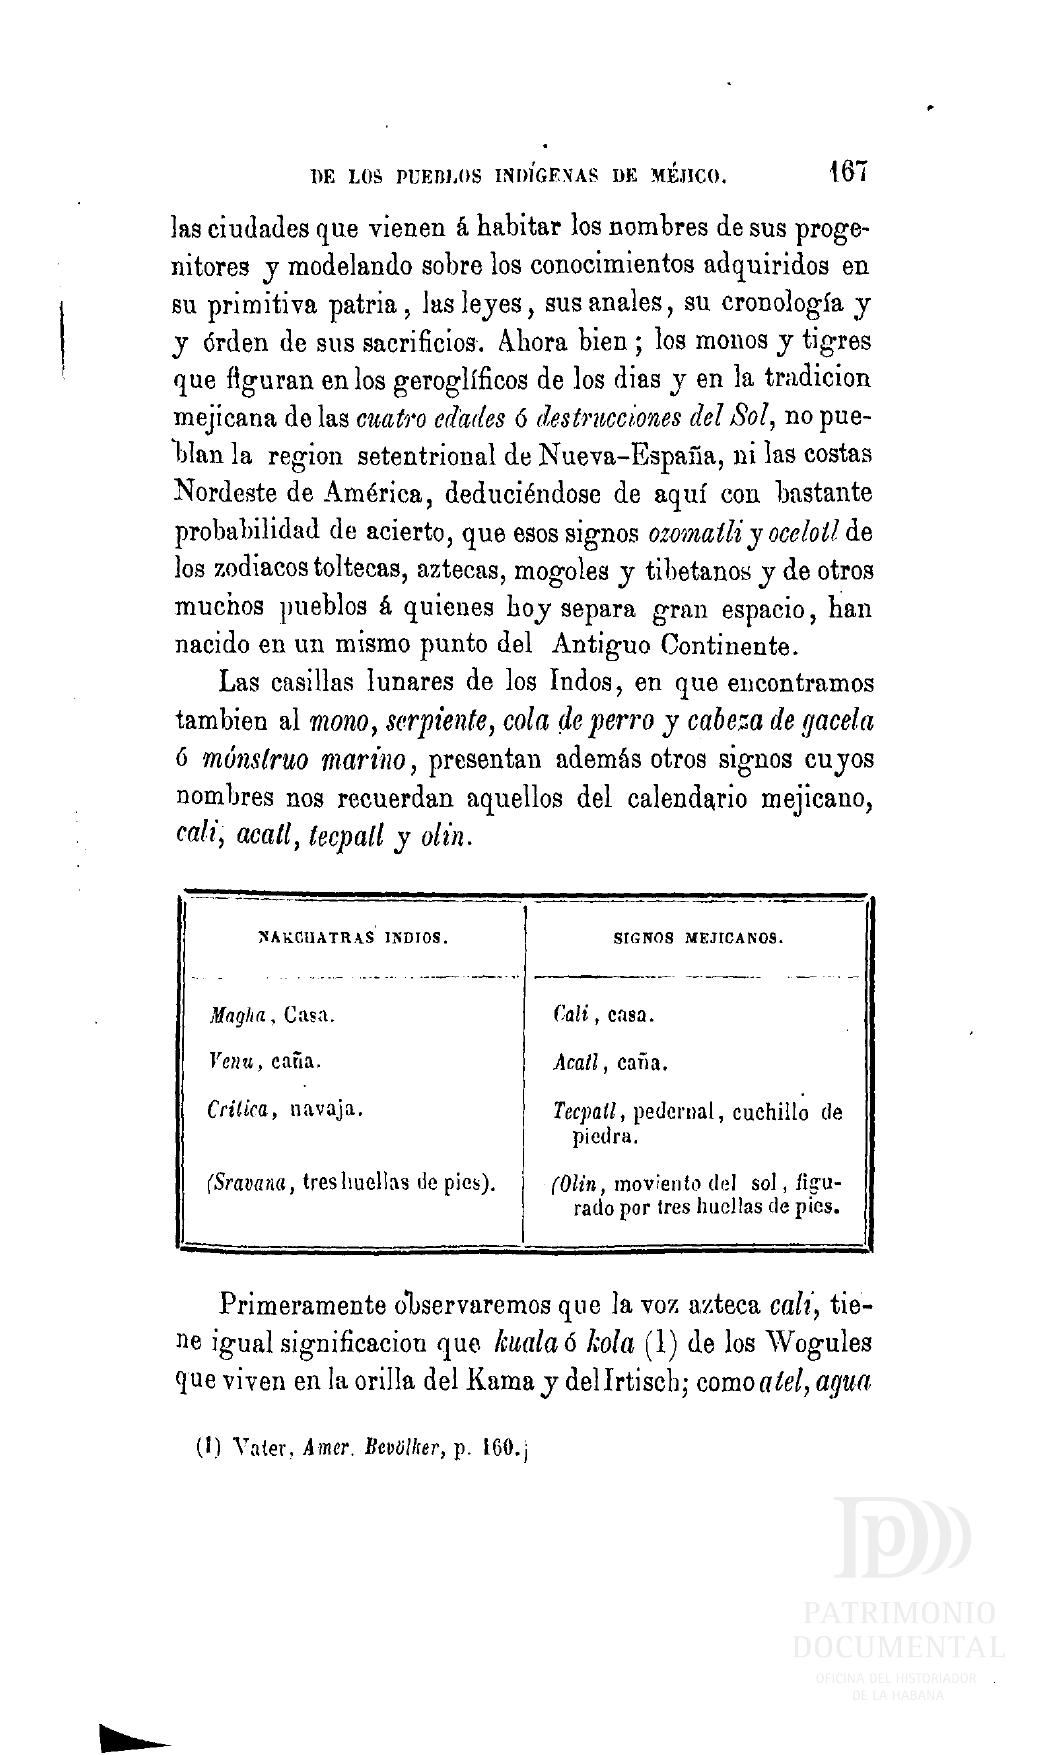 DE LOS PUEBLOS INDÍGENAS DE MÉJICO. 167
las ciudades que vienen á habitar los nombres de sus proge-
nitores y modelando sobre los conocimientos adquiridos en
su primitiva patria, las leyes, sus anales, su cronología y
y órden de sus sacrificios. Ahora bien; los monos y tigres
que figuran en los geroglíficos de los dias y en la tradicion
mejicana de las cuatro edades ó destrucciones del Sol, no pue-
blan la region setentrional de Nueva-España, ni las costas
Nordeste de América, deduciéndose de aquí con bastante
probabilidad de acierto, que esos signos ozomatli y ocelotl de
los zodiacos toltecas, aztecas, mogoles y tibetanos y de otros
muchos pueblos á quienes hoy separa gran espacio, han
nacido en un mismo punto del Antiguo Continente.
Las casillas lunares de los Indos, en que encontramos
tambien al mono, serpiente, cola de perro y cabeza de gacela
ó mónstruo marino, presentan además otros signos cuyos
nombres nos recuerdan aquellos del calendario mejicano,
cali, acatl, tecpatl y olin.
NAKCHATRAS INDIOS.
SIGNOS MEJICANOS.
Magha, Casa.
Cali, casa.
Venu, caña.
Acatl, caña.
Critica, navaja.
Tecpatl, pedernal, cuchillo de
piedra.
(Sravana, tres huellas de pies).
(Olin, moviento del sol, figu-
rado por tres huellas de pies.
Primeramente observaremos que la voz azteca cali, tie-
ne igual significacion que kuala ó kola (1) de los Wogules
que viven en la orilla del Kama y del Irtisch; como atel, agua
(1) Vater, Amer. Bevölker, p. 160.
PATRIMONIO
DOCUMENTAL
OFICINA DEL HISTORIADOR
DE LA HABANA